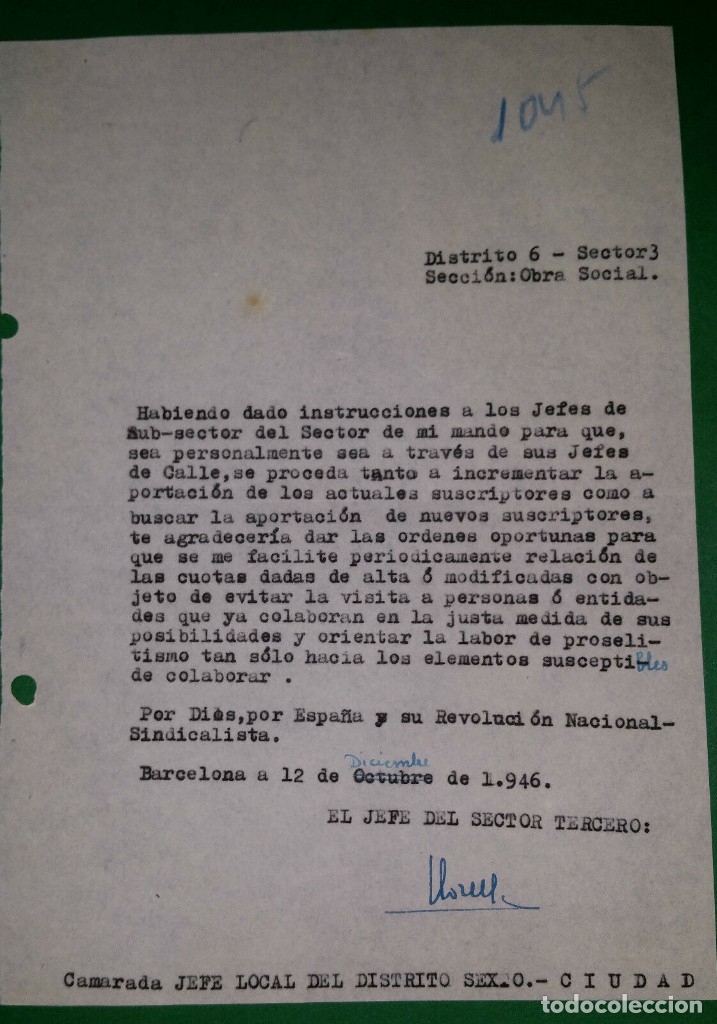 1045
Distrito 6 - Sector3
Sección:Obra Social.
Habiendo dado instrucciones a los Jefes de
Sub-sector del Sector de mi mando para que,
sea personalmente sea a través de sus Jefes
de Calle,se proceda tanto a incrementar la a-
portación de los actuales suscriptores como a
buscar la aportación de nuevos suscriptores,
te agradecería dar las ordenes oportunas para
que se me facilite periodicamente relación de
las cuotas dadas de alta ó modificadas con ob-
jeto de evitar la visita a personas ó entida-
des que ya colaboran en la justa medida de sus
posibilidades y orientar la labor de proseli-
tismo tan sólo hacia los elementos susceptibles
de colaborar .
Por Dios,por España y su Revolución Nacional-
Sindicalista.
Diciembre
Barcelona a 12 de Octubre de 1.946.
EL JEFE DEL SECTOR TERCERO:
Camarada JEFE LOCAL DEL DISTRITO SEXTO.- C I U D A D
todocoleccion